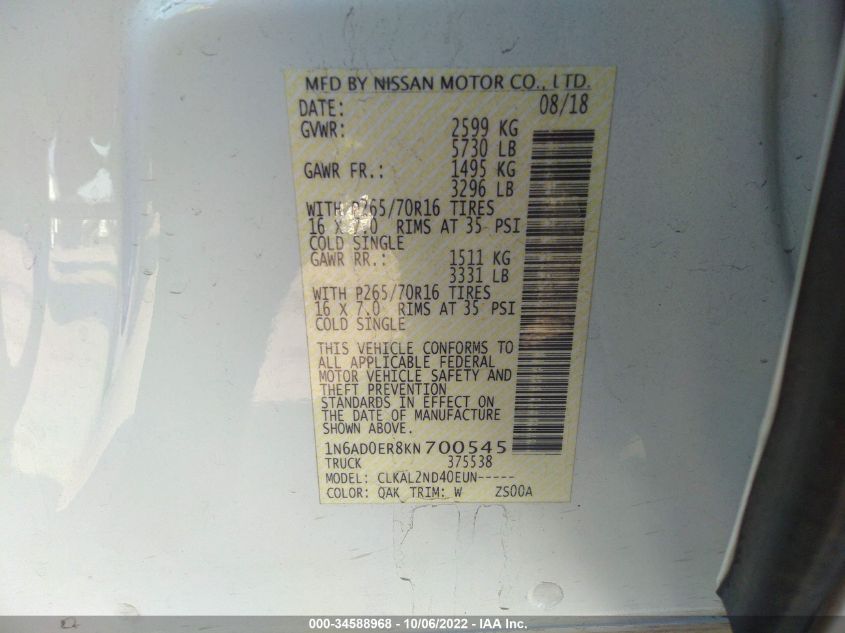 MFD BY NISSAN MOTOR CO., LTD.
DATE: 08/18
GVWR: 2599 KG
5730 LB
GAWR FR.: 1495 KG
3296 LB
WITH P265/70R16 TIRES
16 X 7.0 RIMS AT 35 PSI
COLD SINGLE
GAWR RR.: 1511 KG
3331 LB
WITH P265/70R16 TIRES
16 X 7.0 RIMS AT 35 PSI
COLD SINGLE
THIS VEHICLE CONFORMS TO
ALL APPLICABLE FEDERAL
MOTOR VEHICLE SAFETY AND
THEFT PREVENTION
STANDARDS IN EFFECT ON
THE DATE OF MANUFACTURE
SHOWN ABOVE.
1N6AD0ER8KN700545
TRUCK 375538
MODEL: CLKAL2ND40EUN-----
COLOR: QAK TRIM: W ZS00A
000-34588968 - 10/06/2022 - IAA Inc.